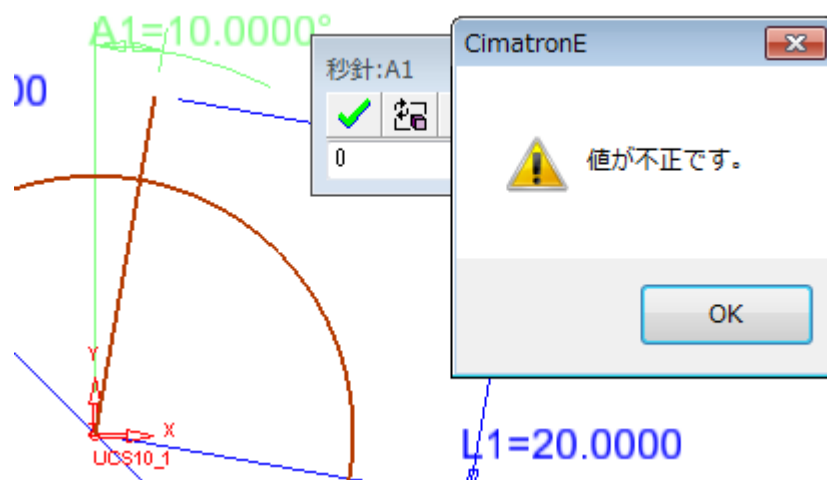 A1=10.0000°
00
秒針:A1
0
CimatronE
値が不正です。
OK
Y
X
UCS10_1
L1=20.0000